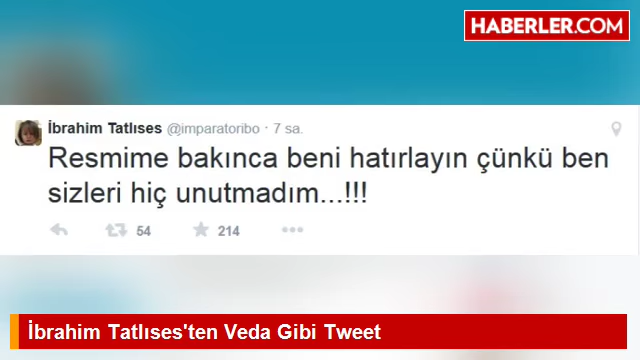 HABERLER.COM
İbrahim Tatlıses @imparatoribo · 7 sa.
Resmime bakınca beni hatırlayın çünkü ben
sizleri hiç unutmadım...!!!
54 214
İbrahim Tatlıses'ten Veda Gibi Tweet